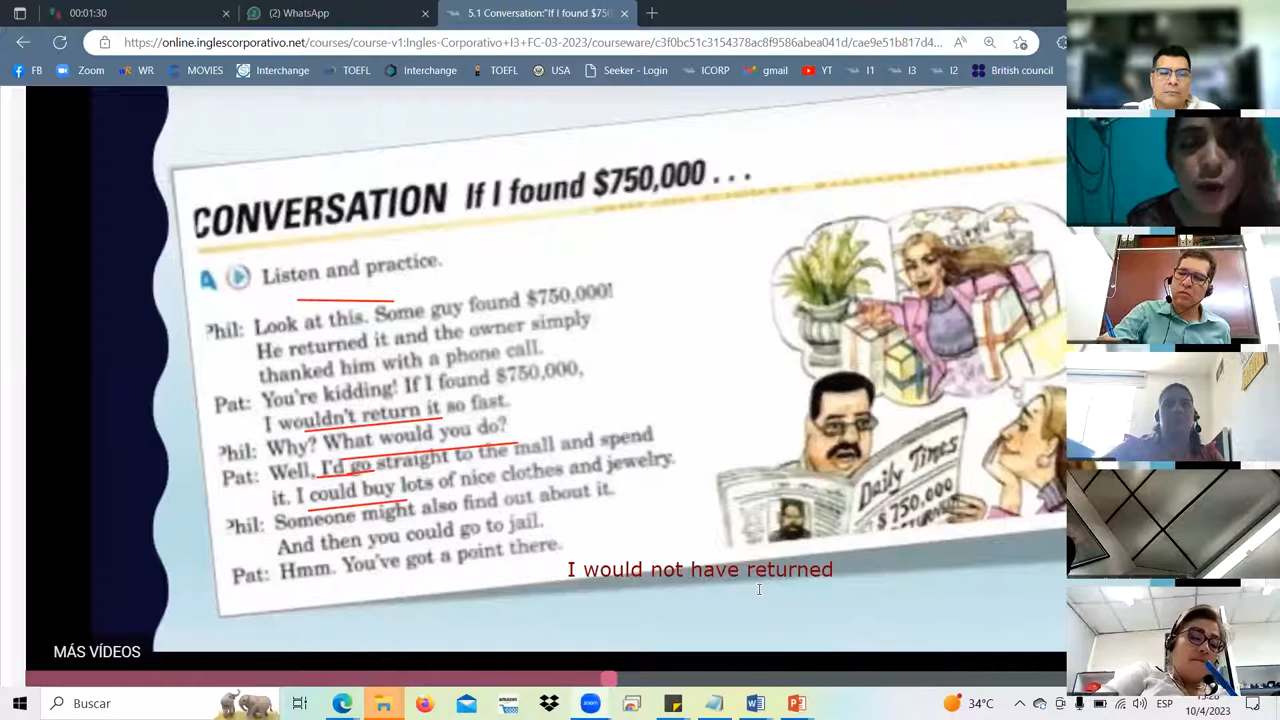 00:01:30
(2) WhatsApp
5.1 Conversation:"If I found $750
https://online.inglescorporativo.net/courses/course-v1:Ingles-Corporativo+I3+FC-03-2023/courseware/c3f0bc51c3154378ac8f9586abea041d/cae9e51b817d4...
FB
Zoom
WR
MOVIES
Interchange
TOEFL
Interchange
TOEFL
USA
Seeker - Login
ICORP
gmail
YT
I1
I3
I2
British council
CONVERSATION If I found $750,000 . . .
A Listen and practice.
Phil: Look at this. Some guy found $750,000!
He returned it and the owner simply
thanked him with a phone call.
Pat: You're kidding! If I found $750,000,
I wouldn't return it so fast.
Phil: Why? What would you do?
Pat: Well, I'd go straight to the mall and spend
it. I could buy lots of nice clothes and jewelry.
Phil: Someone might also find out about it.
And then you could go to jail.
Pat: Hmm. You've got a point there.
Daily Times
$750,000
I would not have returned
MÁS VÍDEOS
Buscar
34°C
ESP
10/4/2023